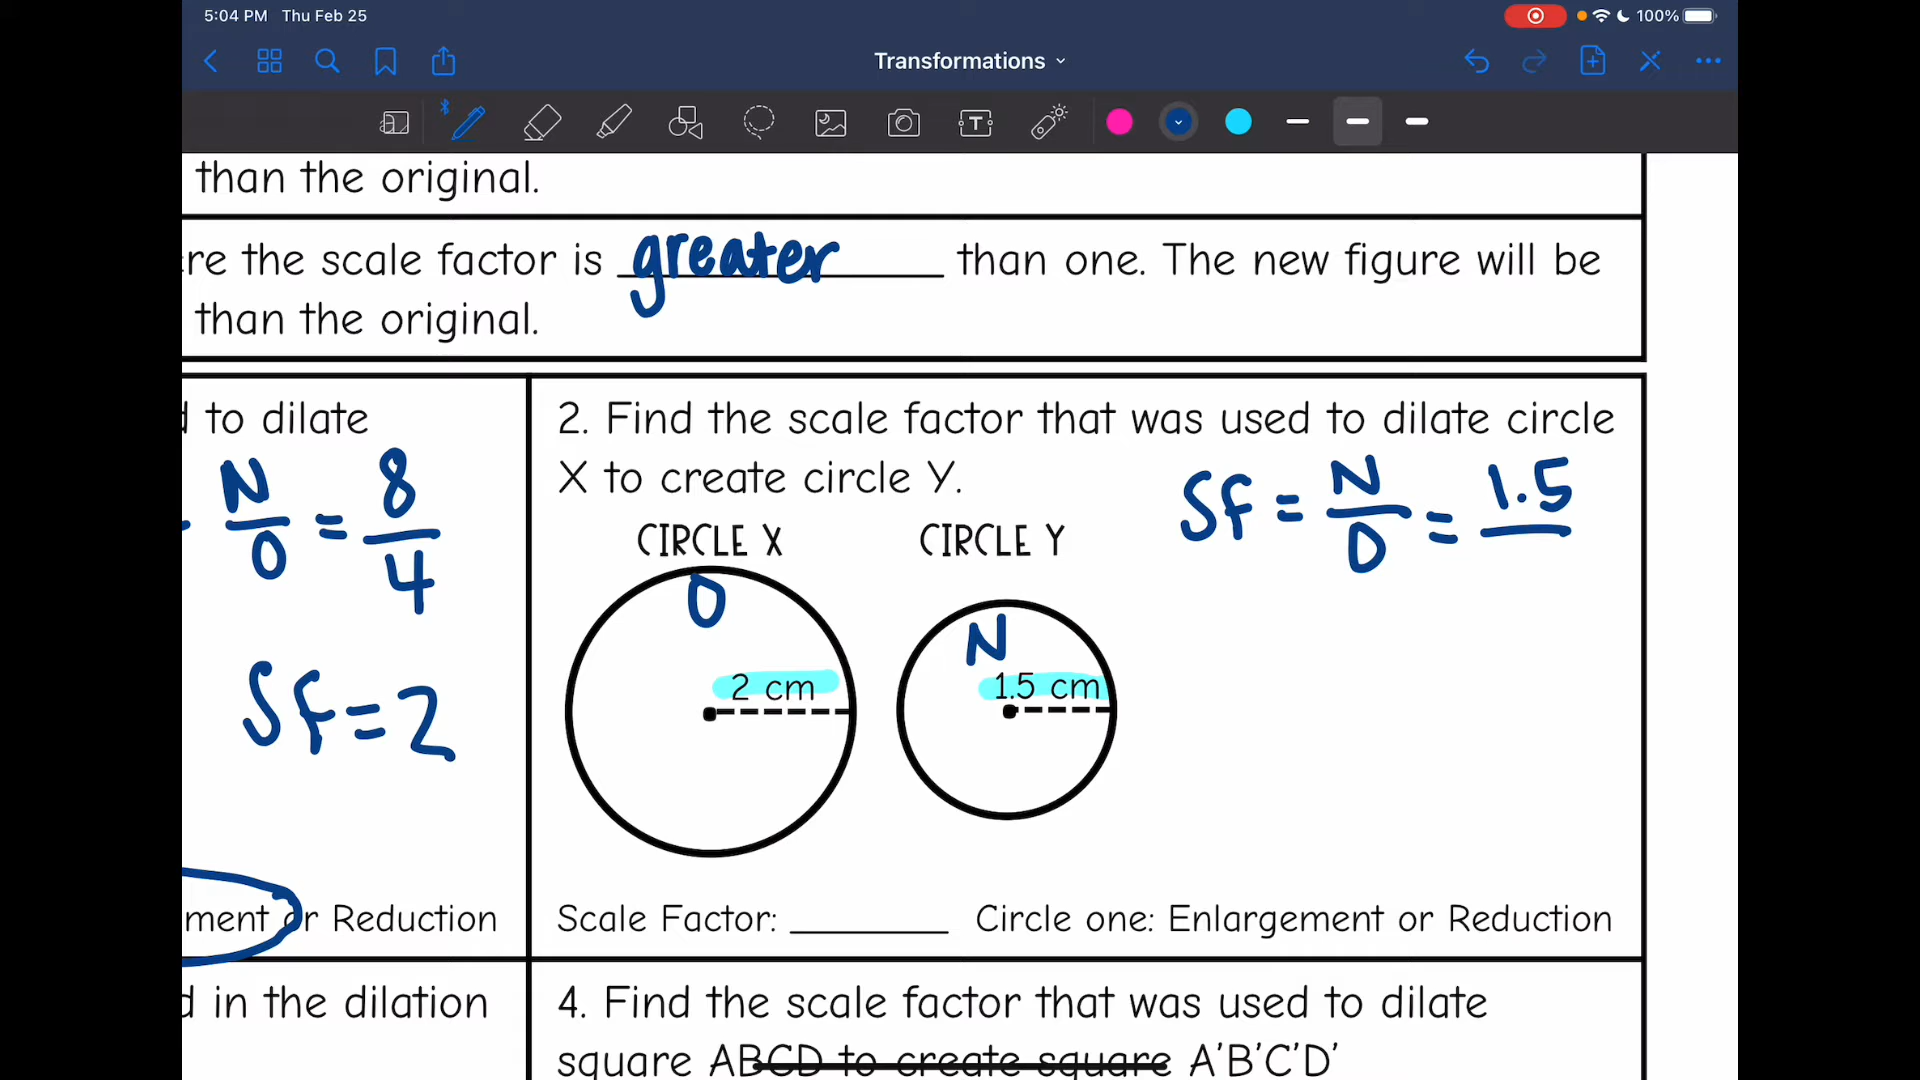 5:04 PM Thu Feb 25
100%
Transformations
than the original.
re the scale factor is greater than one. The new figure will be
than the original.
d to dilate
N/O = 8/4
SF = 2
ment or Reduction
2. Find the scale factor that was used to dilate circle
X to create circle Y.
SF = N/O = 1.5
CIRCLE X CIRCLE Y
O
N
2 cm
1.5 cm
Scale Factor: ________ Circle one: Enlargement or Reduction
d in the dilation
4. Find the scale factor that was used to dilate
square ABCD to create square A'B'C'D'